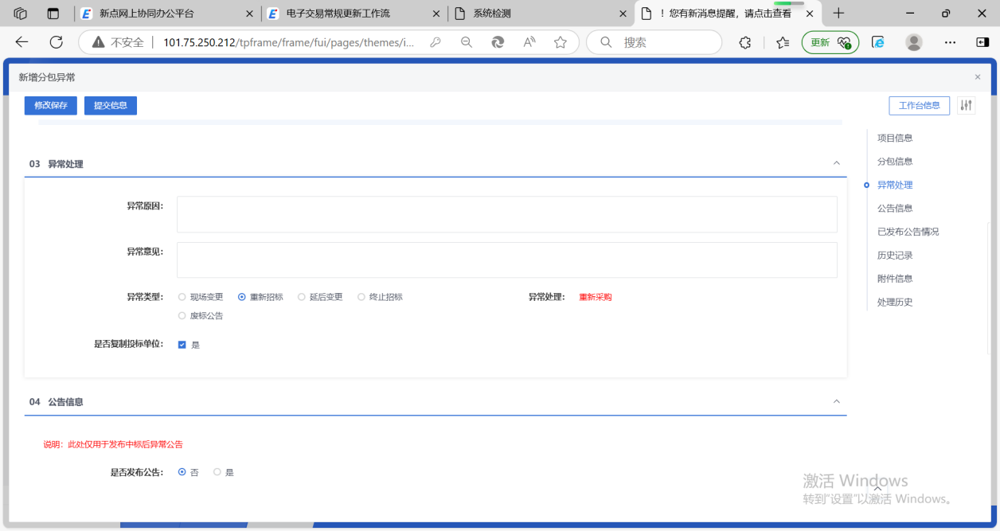 新点网上协同办公平台
电子交易常规更新工作流
系统检测
！您有新消息提醒，请点击查看
不安全
101.75.250.212/tpframe/frame/fui/pages/themes/i...
搜索
更新
新增分包异常
修改保存
提交信息
工作台信息
03 异常处理
异常原因：
异常意见：
异常类型：
现场变更
重新招标
延后变更
终止招标
废标公告
异常处理：
重新采购
是否复制投标单位：
是
04 公告信息
说明：此处仅用于发布中标后异常公告
是否发布公告：
否
是
项目信息
分包信息
异常处理
公告信息
已发布公告情况
历史记录
附件信息
处理历史
激活 Windows
转到"设置"以激活 Windows。